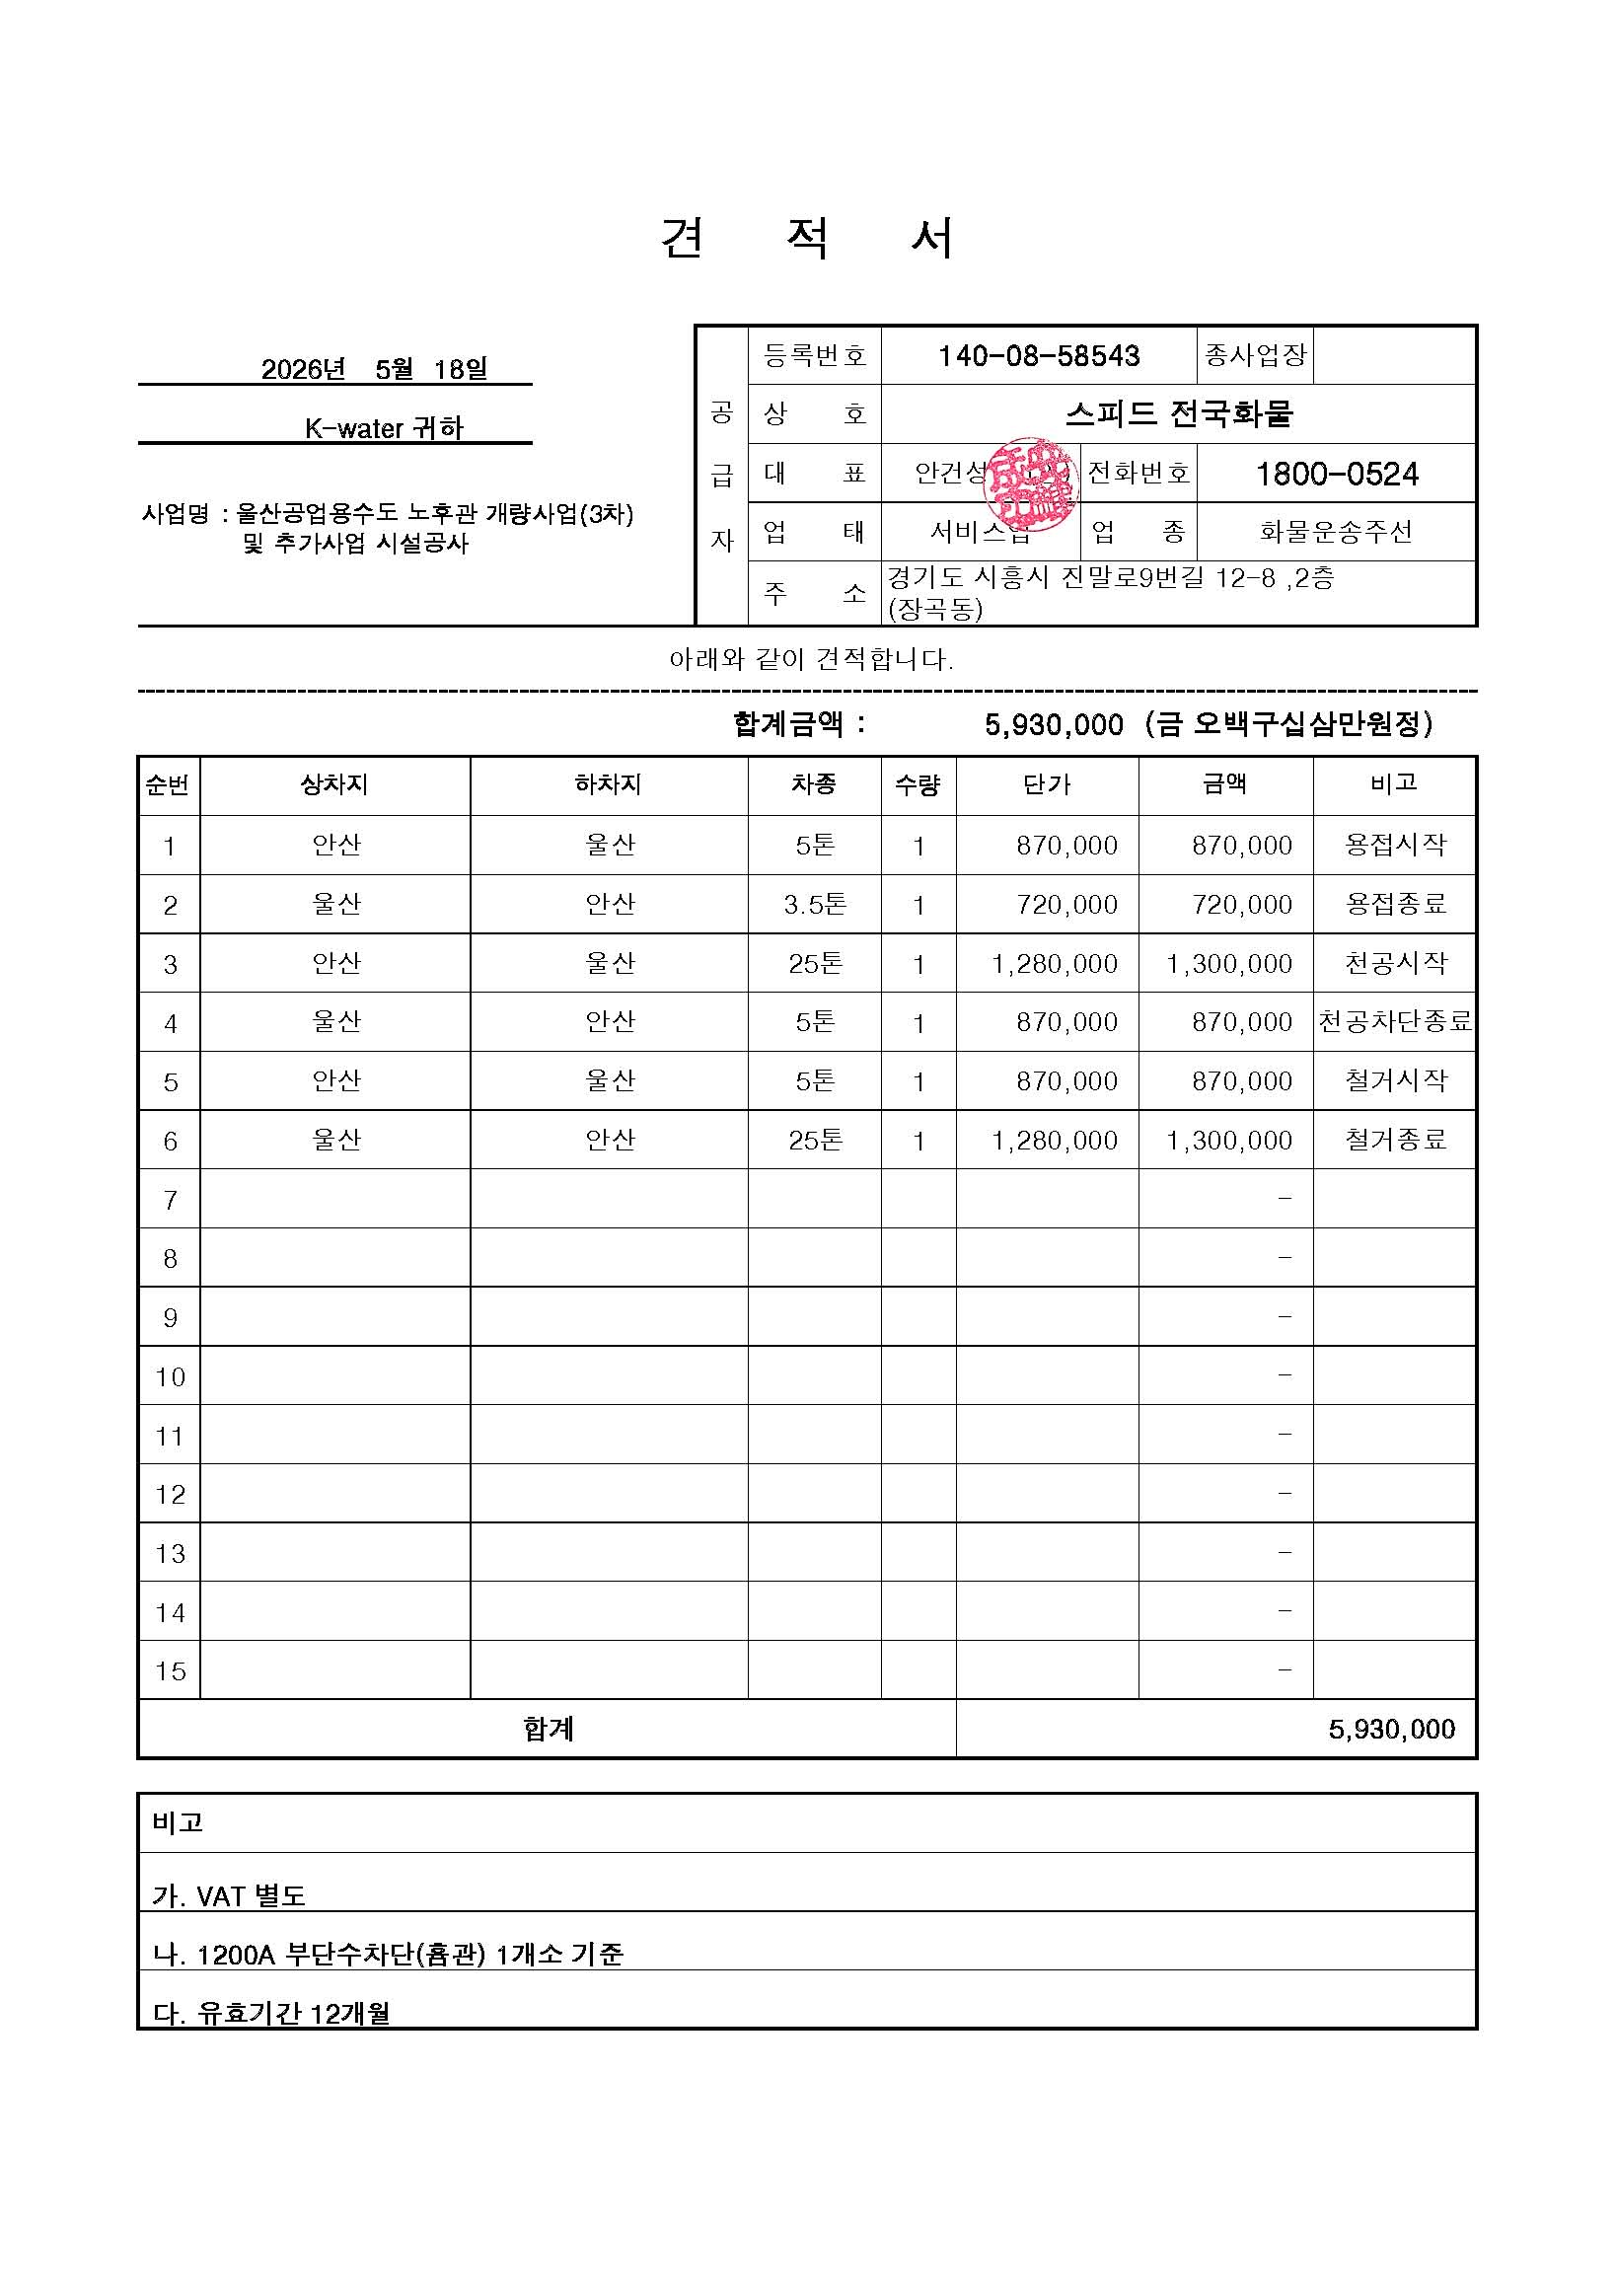 견 적 서
2026년 5월 18일
K-water 귀하
사업명 : 울산공업용수도 노후관 개량사업(3차)
및 추가사업 시설공사
공 급 자
등록번호 140-08-58543 종사업장
상 호 스피드 전국화물
대 표 안건성 전화번호 1800-0524
업 태 서비스업 업 종 화물운송주선
주 소 경기도 시흥시 진말로9번길 12-8 ,2층
(장곡동)
아래와 같이 견적합니다.
합계금액 : 5,930,000 (금 오백구십삼만원정)
순번 상차지 하차지 차종 수량 단가 금액 비고
1 안산 울산 5톤 1 870,000 870,000 용접시작
2 울산 안산 3.5톤 1 720,000 720,000 용접종료
3 안산 울산 25톤 1 1,280,000 1,300,000 천공시작
4 울산 안산 5톤 1 870,000 870,000 천공차단종료
5 안산 울산 5톤 1 870,000 870,000 철거시작
6 울산 안산 25톤 1 1,280,000 1,300,000 철거종료
7 -
8 -
9 -
10 -
11 -
12 -
13 -
14 -
15 -
합계 5,930,000
비고
가. VAT 별도
나. 1200A 부단수차단(흄관) 1개소 기준
다. 유효기간 12개월